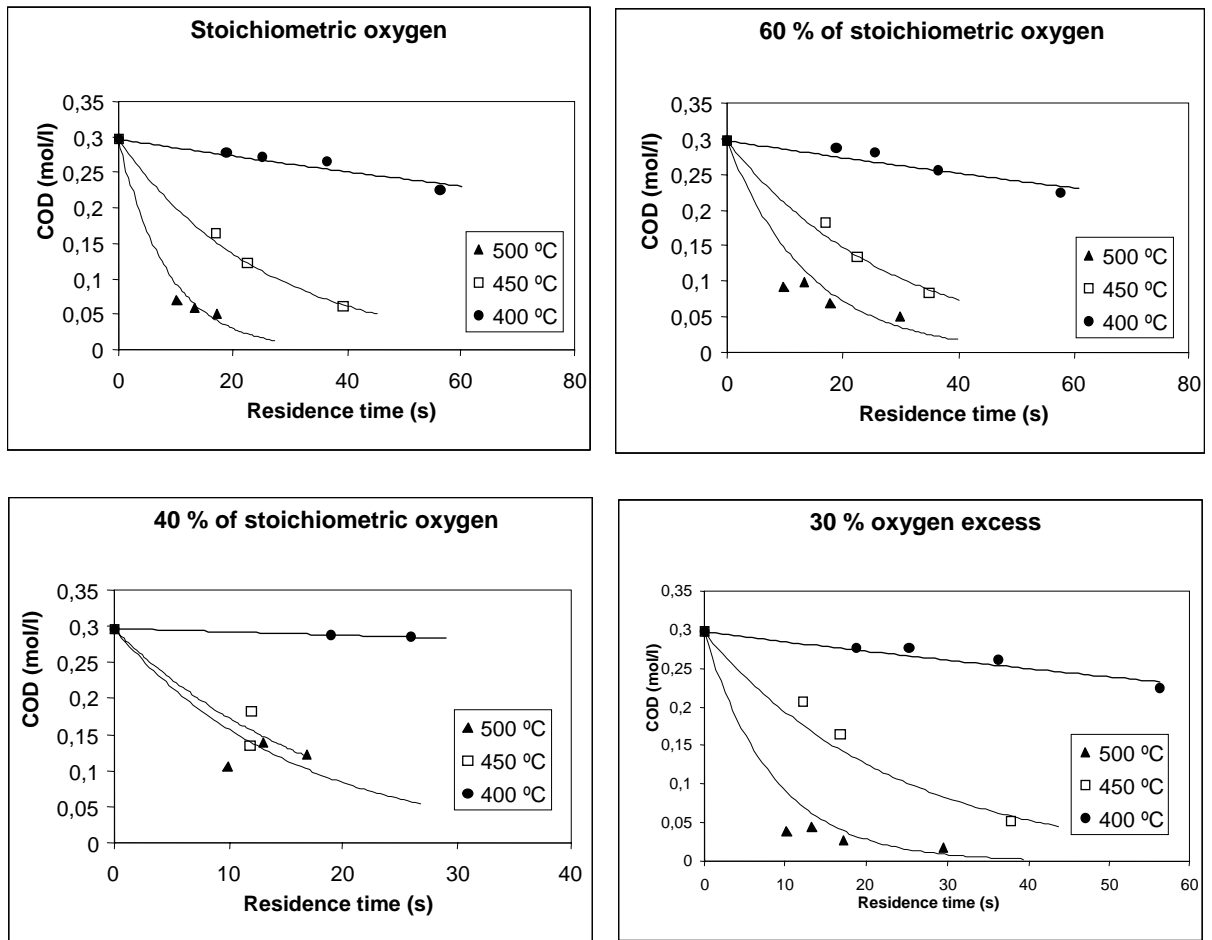 Stoichiometric oxygen
0,35
0,3
0,25
0,2
0,15
0,1
0,05
0
COD (mol/l)
0 20 40 60 80
Residence time (s)
500 ºC
450 ºC
400 ºC
60 % of stoichiometric oxygen
0,35
0,3
0,25
0,2
0,15
0,1
0,05
0
COD (mol/l)
0 20 40 60 80
Residence time (s)
500 ºC
450 ºC
400 ºC
40 % of stoichiometric oxygen
0,35
0,3
0,25
0,2
0,15
0,1
0,05
0
COD (mol/l)
0 10 20 30 40
Residence time (s)
500 ºC
450 ºC
400 ºC
30 % oxygen excess
0,35
0,3
0,25
0,2
0,15
0,1
0,05
0
COD (mol/l)
0 10 20 30 40 50 60
Residence time (s)
500 ºC
450 ºC
400 ºC